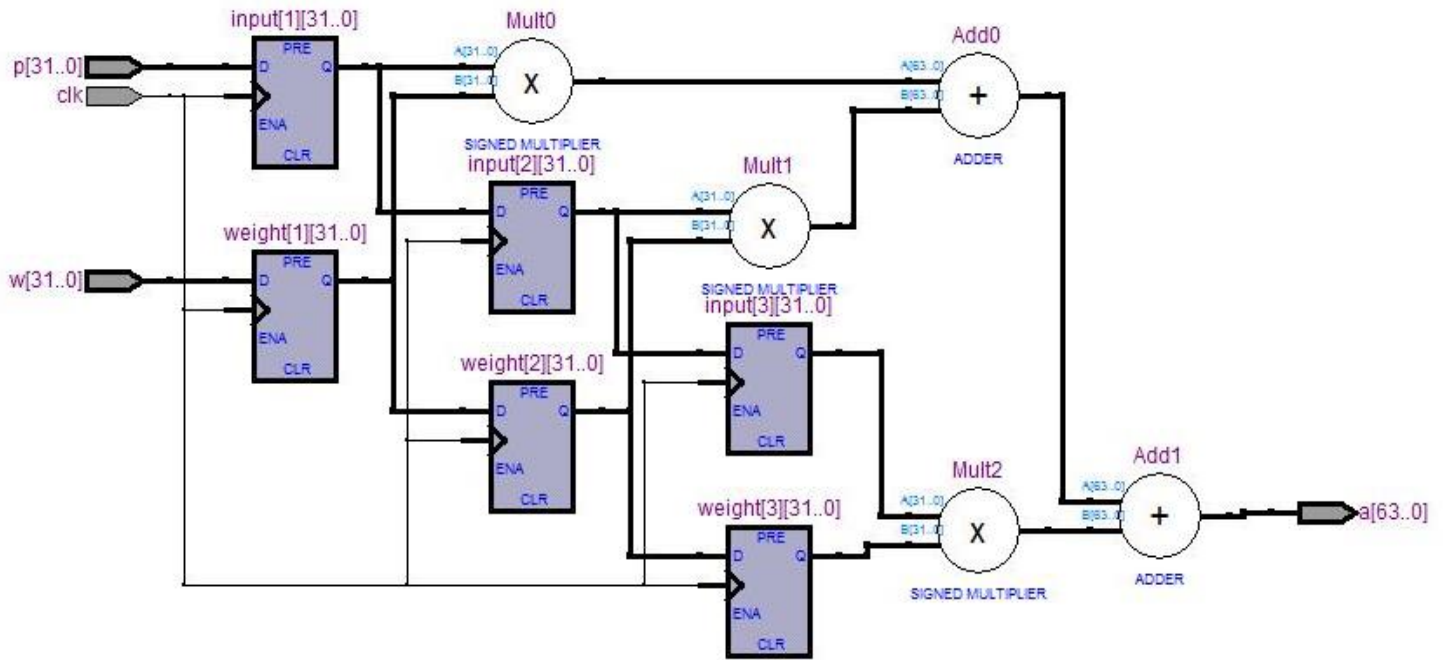 input[1][31..0]
PRE
D
Q
ENA
CLR
p[31..0]
clk
Mult0
A[31..0]
B[31..0]
X
SIGNED MULTIPLIER
Add0
A[63..0]
B[63..0]
+
ADDER
input[2][31..0]
PRE
D
Q
ENA
CLR
Mult1
A[31..0]
B[31..0]
X
SIGNED MULTIPLIER
weight[1][31..0]
PRE
D
Q
ENA
CLR
w[31..0]
input[3][31..0]
PRE
D
Q
ENA
CLR
weight[2][31..0]
PRE
D
Q
ENA
CLR
weight[3][31..0]
PRE
D
Q
ENA
CLR
Mult2
A[31..0]
B[31..0]
X
SIGNED MULTIPLIER
Add1
A[63..0]
B[63..0]
+
ADDER
a[63..0]